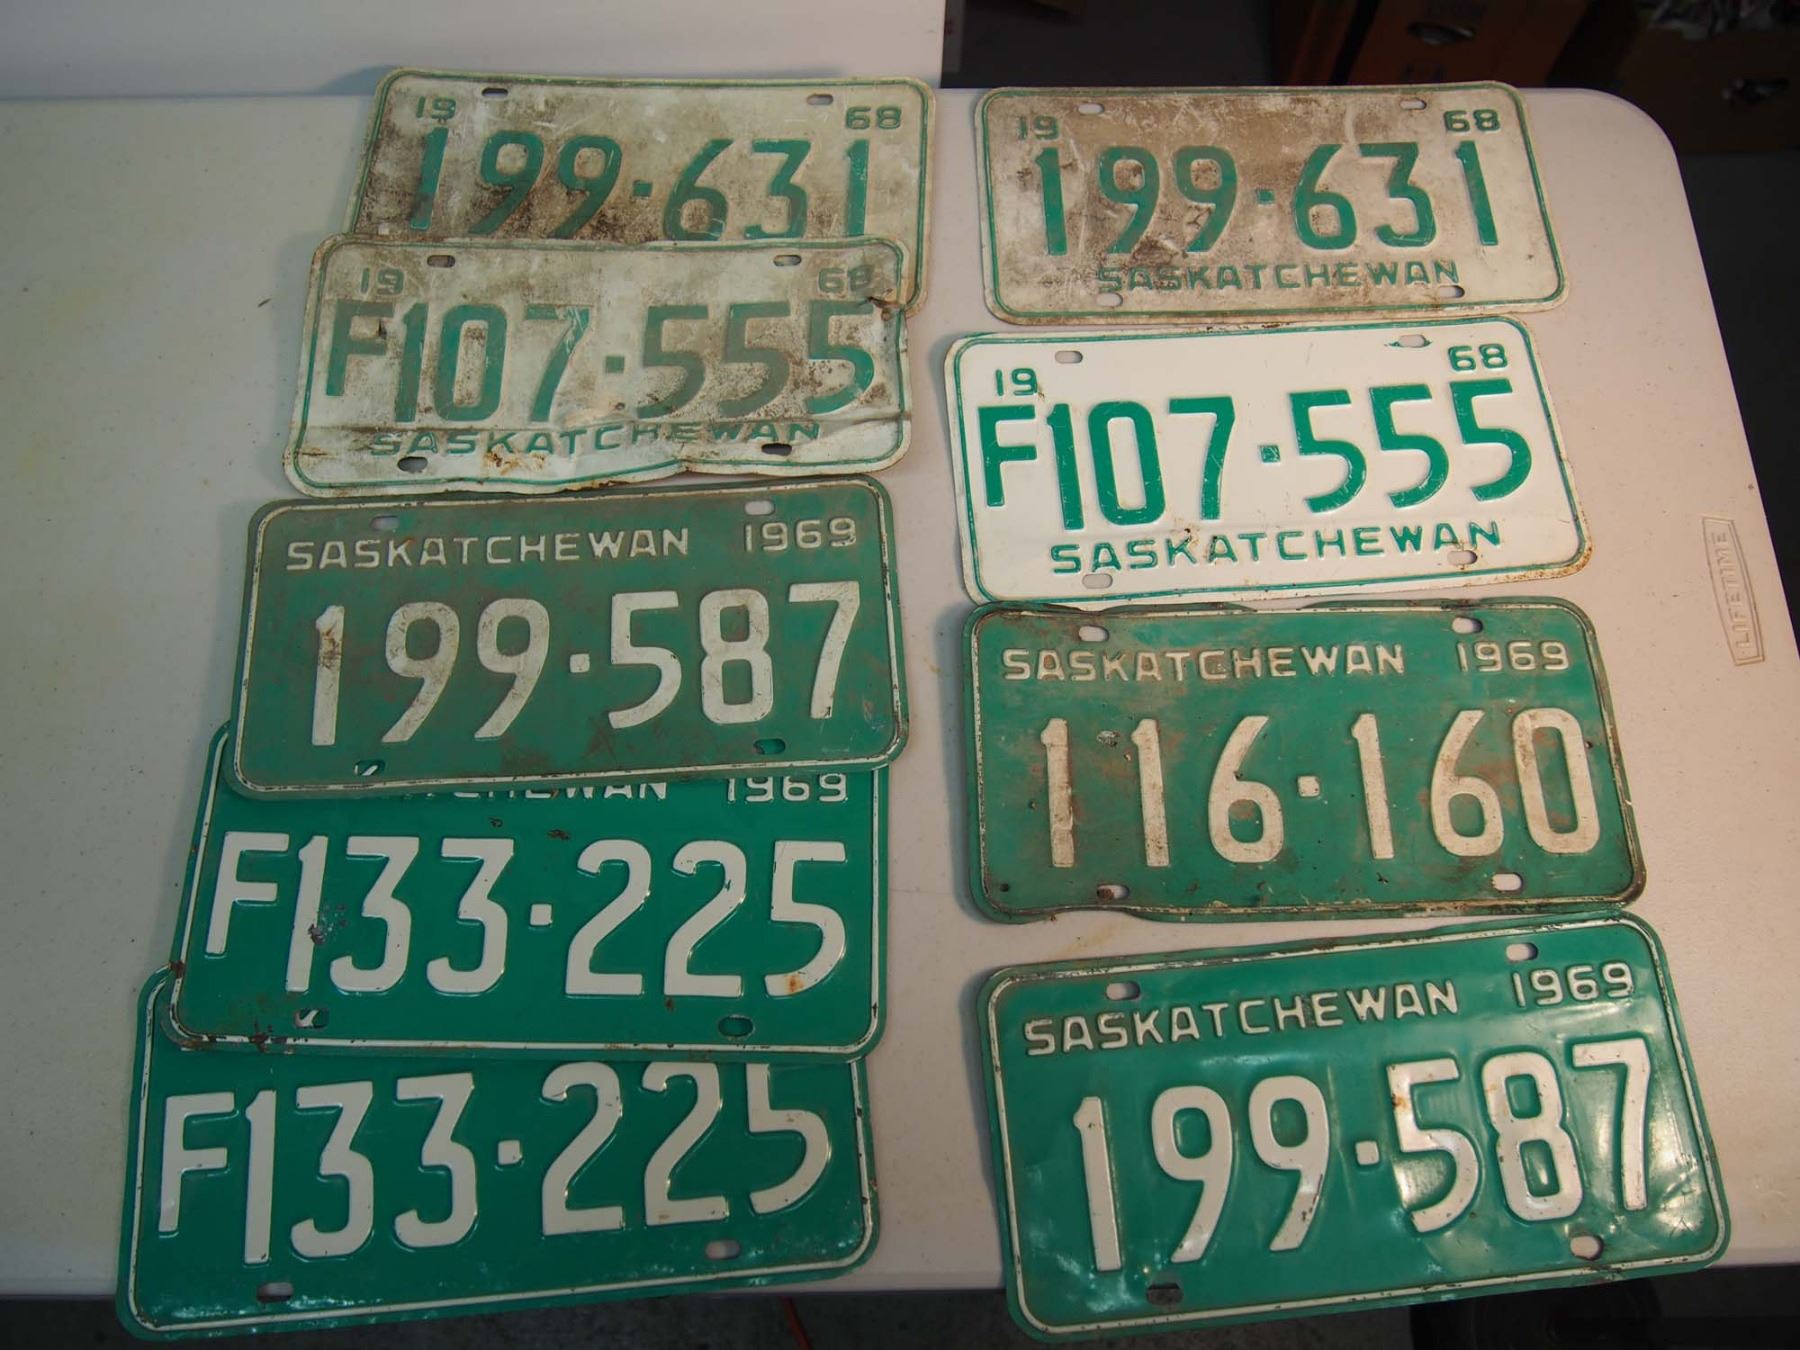 19 68
199·631
19 68
F107·555
SASKATCHEWAN
SASKATCHEWAN 1969
199·587
1969
F133·225
F133·225
19 68
199·631
SASKATCHEWAN
19 68
F107·555
SASKATCHEWAN
SASKATCHEWAN 1969
116·160
SASKATCHEWAN 1969
199·587
LIFETIME